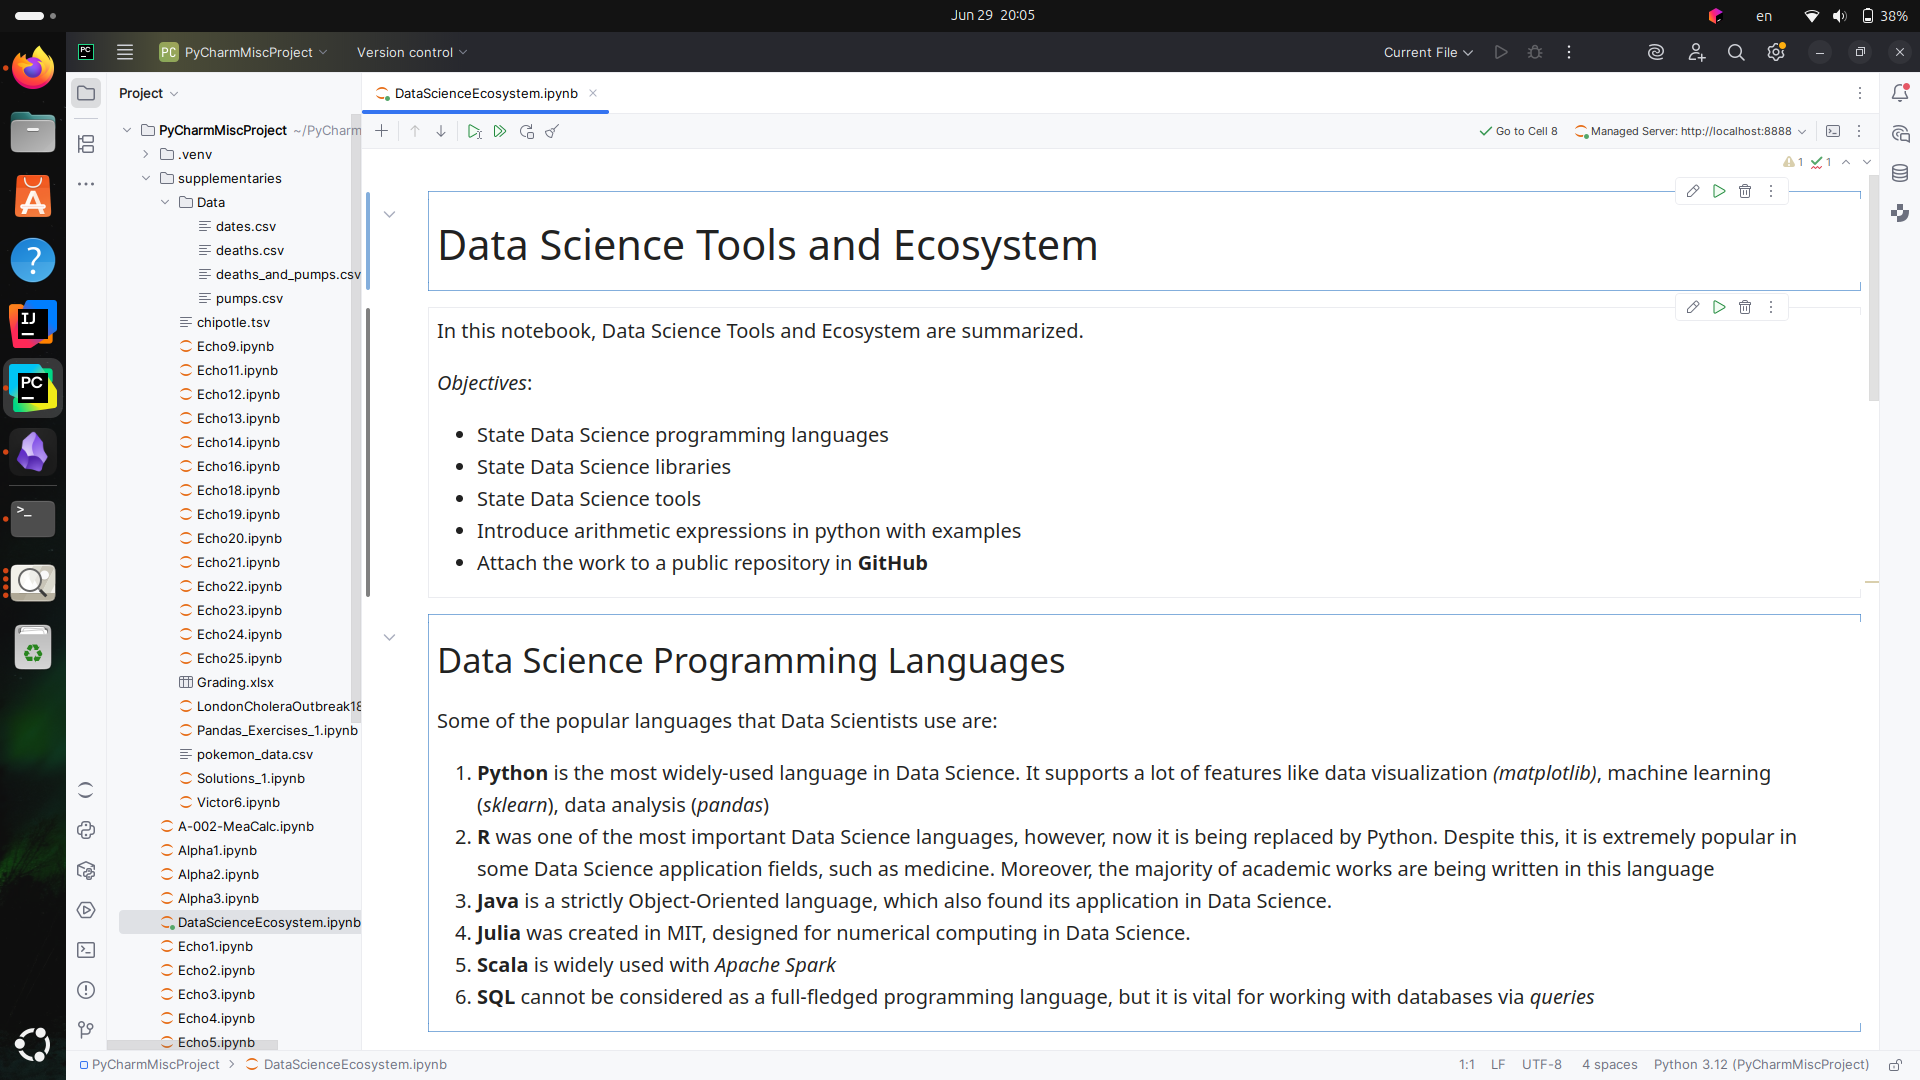 Jun 29 20:05
en
38%
PC
PC PyCharmMiscProject
Version control
Current File
Project
DataScienceEcosystem.ipynb
Go to Cell 8
Managed Server: http://localhost:8888
1 1
PyCharmMiscProject ~/PyCharm
.venv
supplementaries
Data
dates.csv
deaths.csv
deaths_and_pumps.csv
pumps.csv
chipotle.tsv
Echo9.ipynb
Echo11.ipynb
Echo12.ipynb
Echo13.ipynb
Echo14.ipynb
Echo16.ipynb
Echo18.ipynb
Echo19.ipynb
Echo20.ipynb
Echo21.ipynb
Echo22.ipynb
Echo23.ipynb
Echo24.ipynb
Echo25.ipynb
Grading.xlsx
LondonCholeraOutbreak18
Pandas_Exercises_1.ipynb
pokemon_data.csv
Solutions_1.ipynb
Victor6.ipynb
A-002-MeaCalc.ipynb
Alpha1.ipynb
Alpha2.ipynb
Alpha3.ipynb
DataScienceEcosystem.ipynb
Echo1.ipynb
Echo2.ipynb
Echo3.ipynb
Echo4.ipynb
Echo5.ipynb
IJ
PC
Data Science Tools and Ecosystem
In this notebook, Data Science Tools and Ecosystem are summarized.
Objectives:
State Data Science programming languages
State Data Science libraries
State Data Science tools
Introduce arithmetic expressions in python with examples
Attach the work to a public repository in GitHub
Data Science Programming Languages
Some of the popular languages that Data Scientists use are:
1. Python is the most widely-used language in Data Science. It supports a lot of features like data visualization (matplotlib), machine learning
(sklearn), data analysis (pandas)
2. R was one of the most important Data Science languages, however, now it is being replaced by Python. Despite this, it is extremely popular in
some Data Science application fields, such as medicine. Moreover, the majority of academic works are being written in this language
3. Java is a strictly Object-Oriented language, which also found its application in Data Science.
4. Julia was created in MIT, designed for numerical computing in Data Science.
5. Scala is widely used with Apache Spark
6. SQL cannot be considered as a full-fledged programming language, but it is vital for working with databases via queries
PyCharmMiscProject
DataScienceEcosystem.ipynb
1:1
LF
UTF-8
4 spaces
Python 3.12 (PyCharmMiscProject)